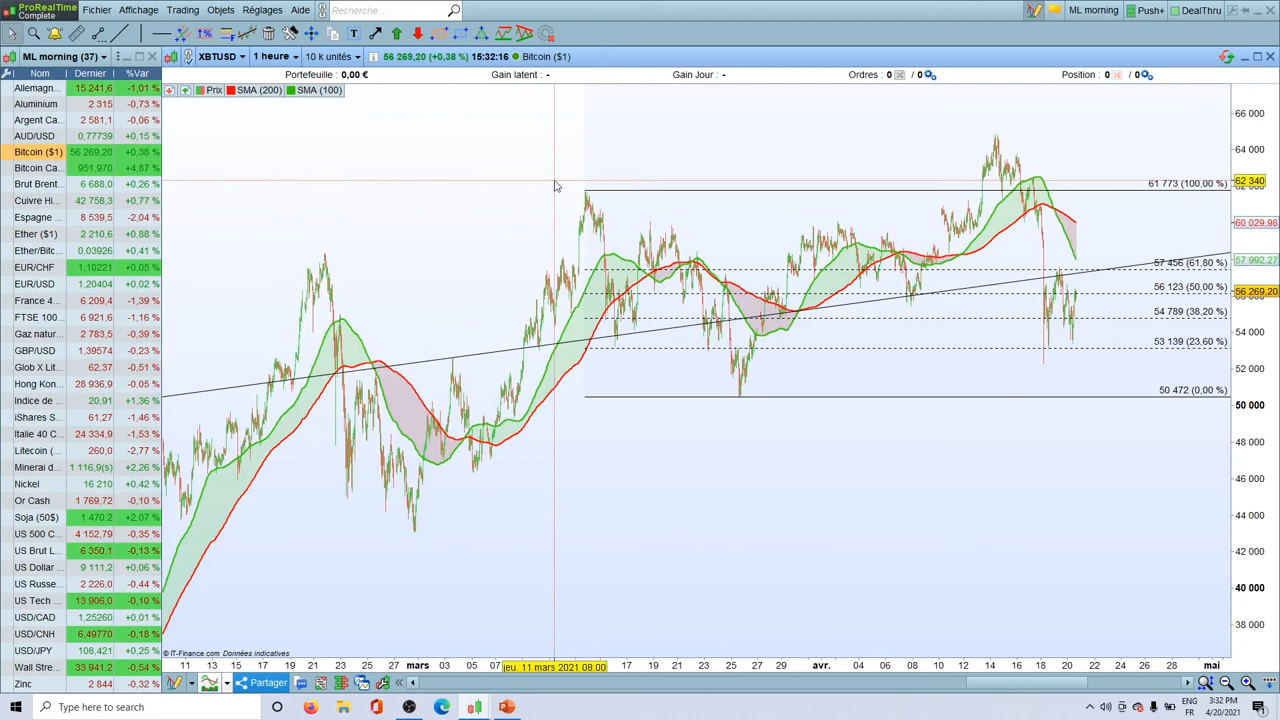 ProRealTime
Complete
Fichier Affichage Trading Objets Réglages Aide Recherche ... ML morning Push+ DealThru
ML morning (37) XBTUSD 1 heure 10 k unités 56 269,20 (+0,38 %) 15:32:16 Bitcoin ($1)
Nom Dernier %Var
Portefeuille : 0,00 € Gain latent : - Gain Jour : - Ordres : 0 / 0 Position : 0 / 0
Prix SMA (200) SMA (100)
Allemagn... 15 241,6 -1,01 %
Aluminium 2 315 -0,73 %
Argent Ca... 2 581,1 -0,06 %
AUD/USD 0,77739 +0,15 %
Bitcoin ($1) 56 269,20 +0,38 %
Bitcoin Ca... 951,970 +4,87 %
Brut Brent... 6 688,0 +0,26 %
Cuivre Hi... 42 758,3 +0,77 %
Espagne ... 8 539,5 -2,04 %
Ether ($1) 2 210,6 +0,88 %
Ether/Bitc... 0,03926 +0,41 %
EUR/CHF 1,10221 +0,05 %
EUR/USD 1,20404 +0,02 %
France 4... 6 209,4 -1,39 %
FTSE 100... 6 921,6 -1,16 %
Gaz natur... 2 783,5 -0,39 %
GBP/USD 1,39574 -0,23 %
Glob X Lit... 62,37 -0,51 %
Hong Kon... 28 936,9 -0,05 %
Indice de ... 20,91 +1,36 %
iShares S... 61,27 -1,46 %
Italie 40 C... 24 334,9 -1,53 %
Litecoin (... 260,0 -2,77 %
Minerai d... 1 116,9(s) +2,26 %
Nickel 16 210 +0,42 %
Or Cash 1 769,72 -0,10 %
Soja (50$) 1 470,2 +2,07 %
US 500 C... 4 152,79 -0,35 %
US Brut L... 6 350,1 -0,13 %
US Dollar ... 9 111,2 +0,06 %
US Russe... 2 226,0 -0,44 %
US Tech ... 13 906,0 -0,10 %
USD/CAD 1,25260 +0,01 %
USD/CNH 6,49770 -0,18 %
USD/JPY 108,421 +0,25 %
Wall Stre... 33 941,2 -0,54 %
Zinc 2 844 -0,32 %
61 773 (100,00 %)
57 456 (61,80 %)
56 123 (50,00 %)
54 789 (38,20 %)
53 139 (23,60 %)
50 472 (0,00 %)
66 000
64 000
62 340
60 029,98
57 992,27
56 269,20
54 000
52 000
50 000
48 000
46 000
44 000
42 000
40 000
38 000
© IT-Finance.com Données indicatives
11 13 15 17 19 21 23 25 27 mars 03 05 07 jeu. 11 mars 2021 08:00 17 19 21 23 25 27 29 avr. 04 06 08 10 12 14 16 18 20 22 24 26 28 mai
Partager
Type here to search
ENG
FR
3:32 PM
4/20/2021